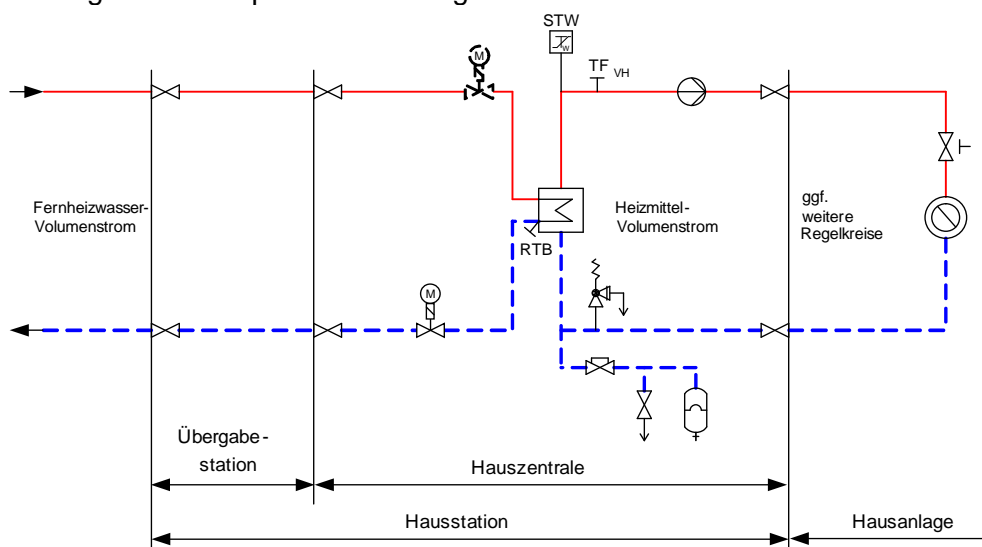 STW
W
M
TF VH
Fernheizwasser-
Volumenstrom
Heizmittel-
Volumenstrom
ggf.
weitere
Regelkreise
RTB
M
Übergabe-
station
Hauszentrale
Hausstation
Hausanlage